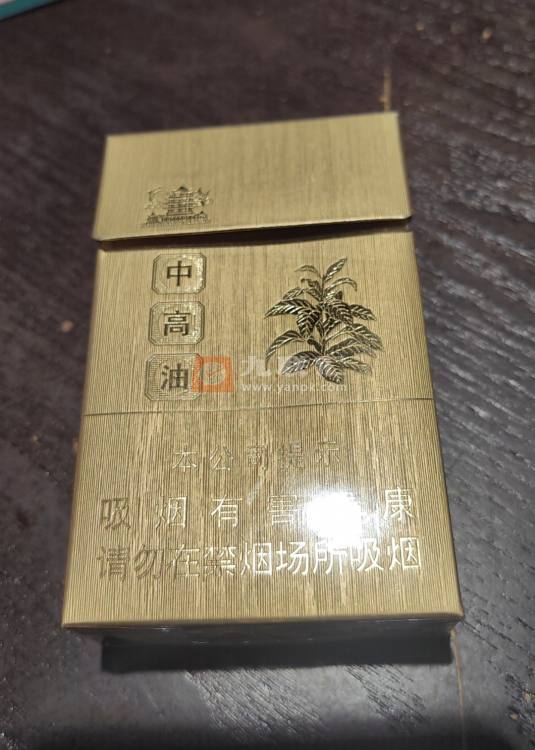 中
高
油
www.yanpk.com
本公司提示
吸烟有害 康
请勿在禁烟场所吸烟